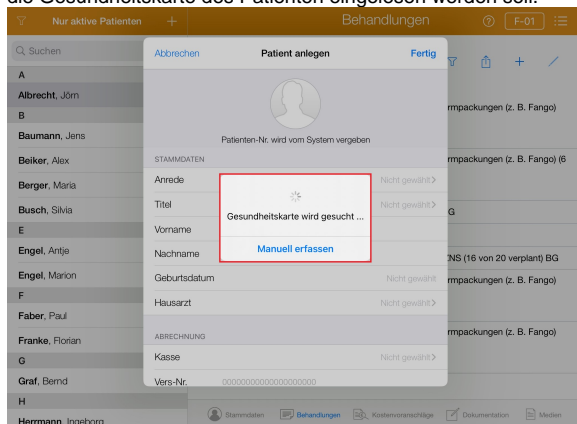 die Gesundheitskarte des Patienten eingelesen werden soll.
Nur aktive Patienten
Behandlungen
F-01
Suchen
A
Albrecht, Jörn
B
Baumann, Jens
Beiker, Alex
Berger, Maria
Busch, Silvia
E
Engel, Antje
Engel, Marion
F
Faber, Paul
Franke, Florian
G
Graf, Bernd
H
Herrmann, Ingeborg
Abbrechen
Patient anlegen
Fertig
Patienten-Nr. wird vom System vergeben
STAMMDATEN
Anrede
Nicht gewählt
Titel
Nicht gewählt
Vorname
Nachname
Geburtsdatum
Nicht gewählt
Hausarzt
ABRECHNUNG
Kasse
Nicht gewählt
Vers-Nr.
Gesundheitskarte wird gesucht ...
Manuell erfassen
rmpackungen (z. B. Fango)
rmpackungen (z. B. Fango) (6
G
NS (16 von 20 verplant) BG
rmpackungen (z. B. Fango)
rmpackungen (z. B. Fango)
Stammdaten
Behandlungen
Kostenvoranschläge
Dokumentation
Medien